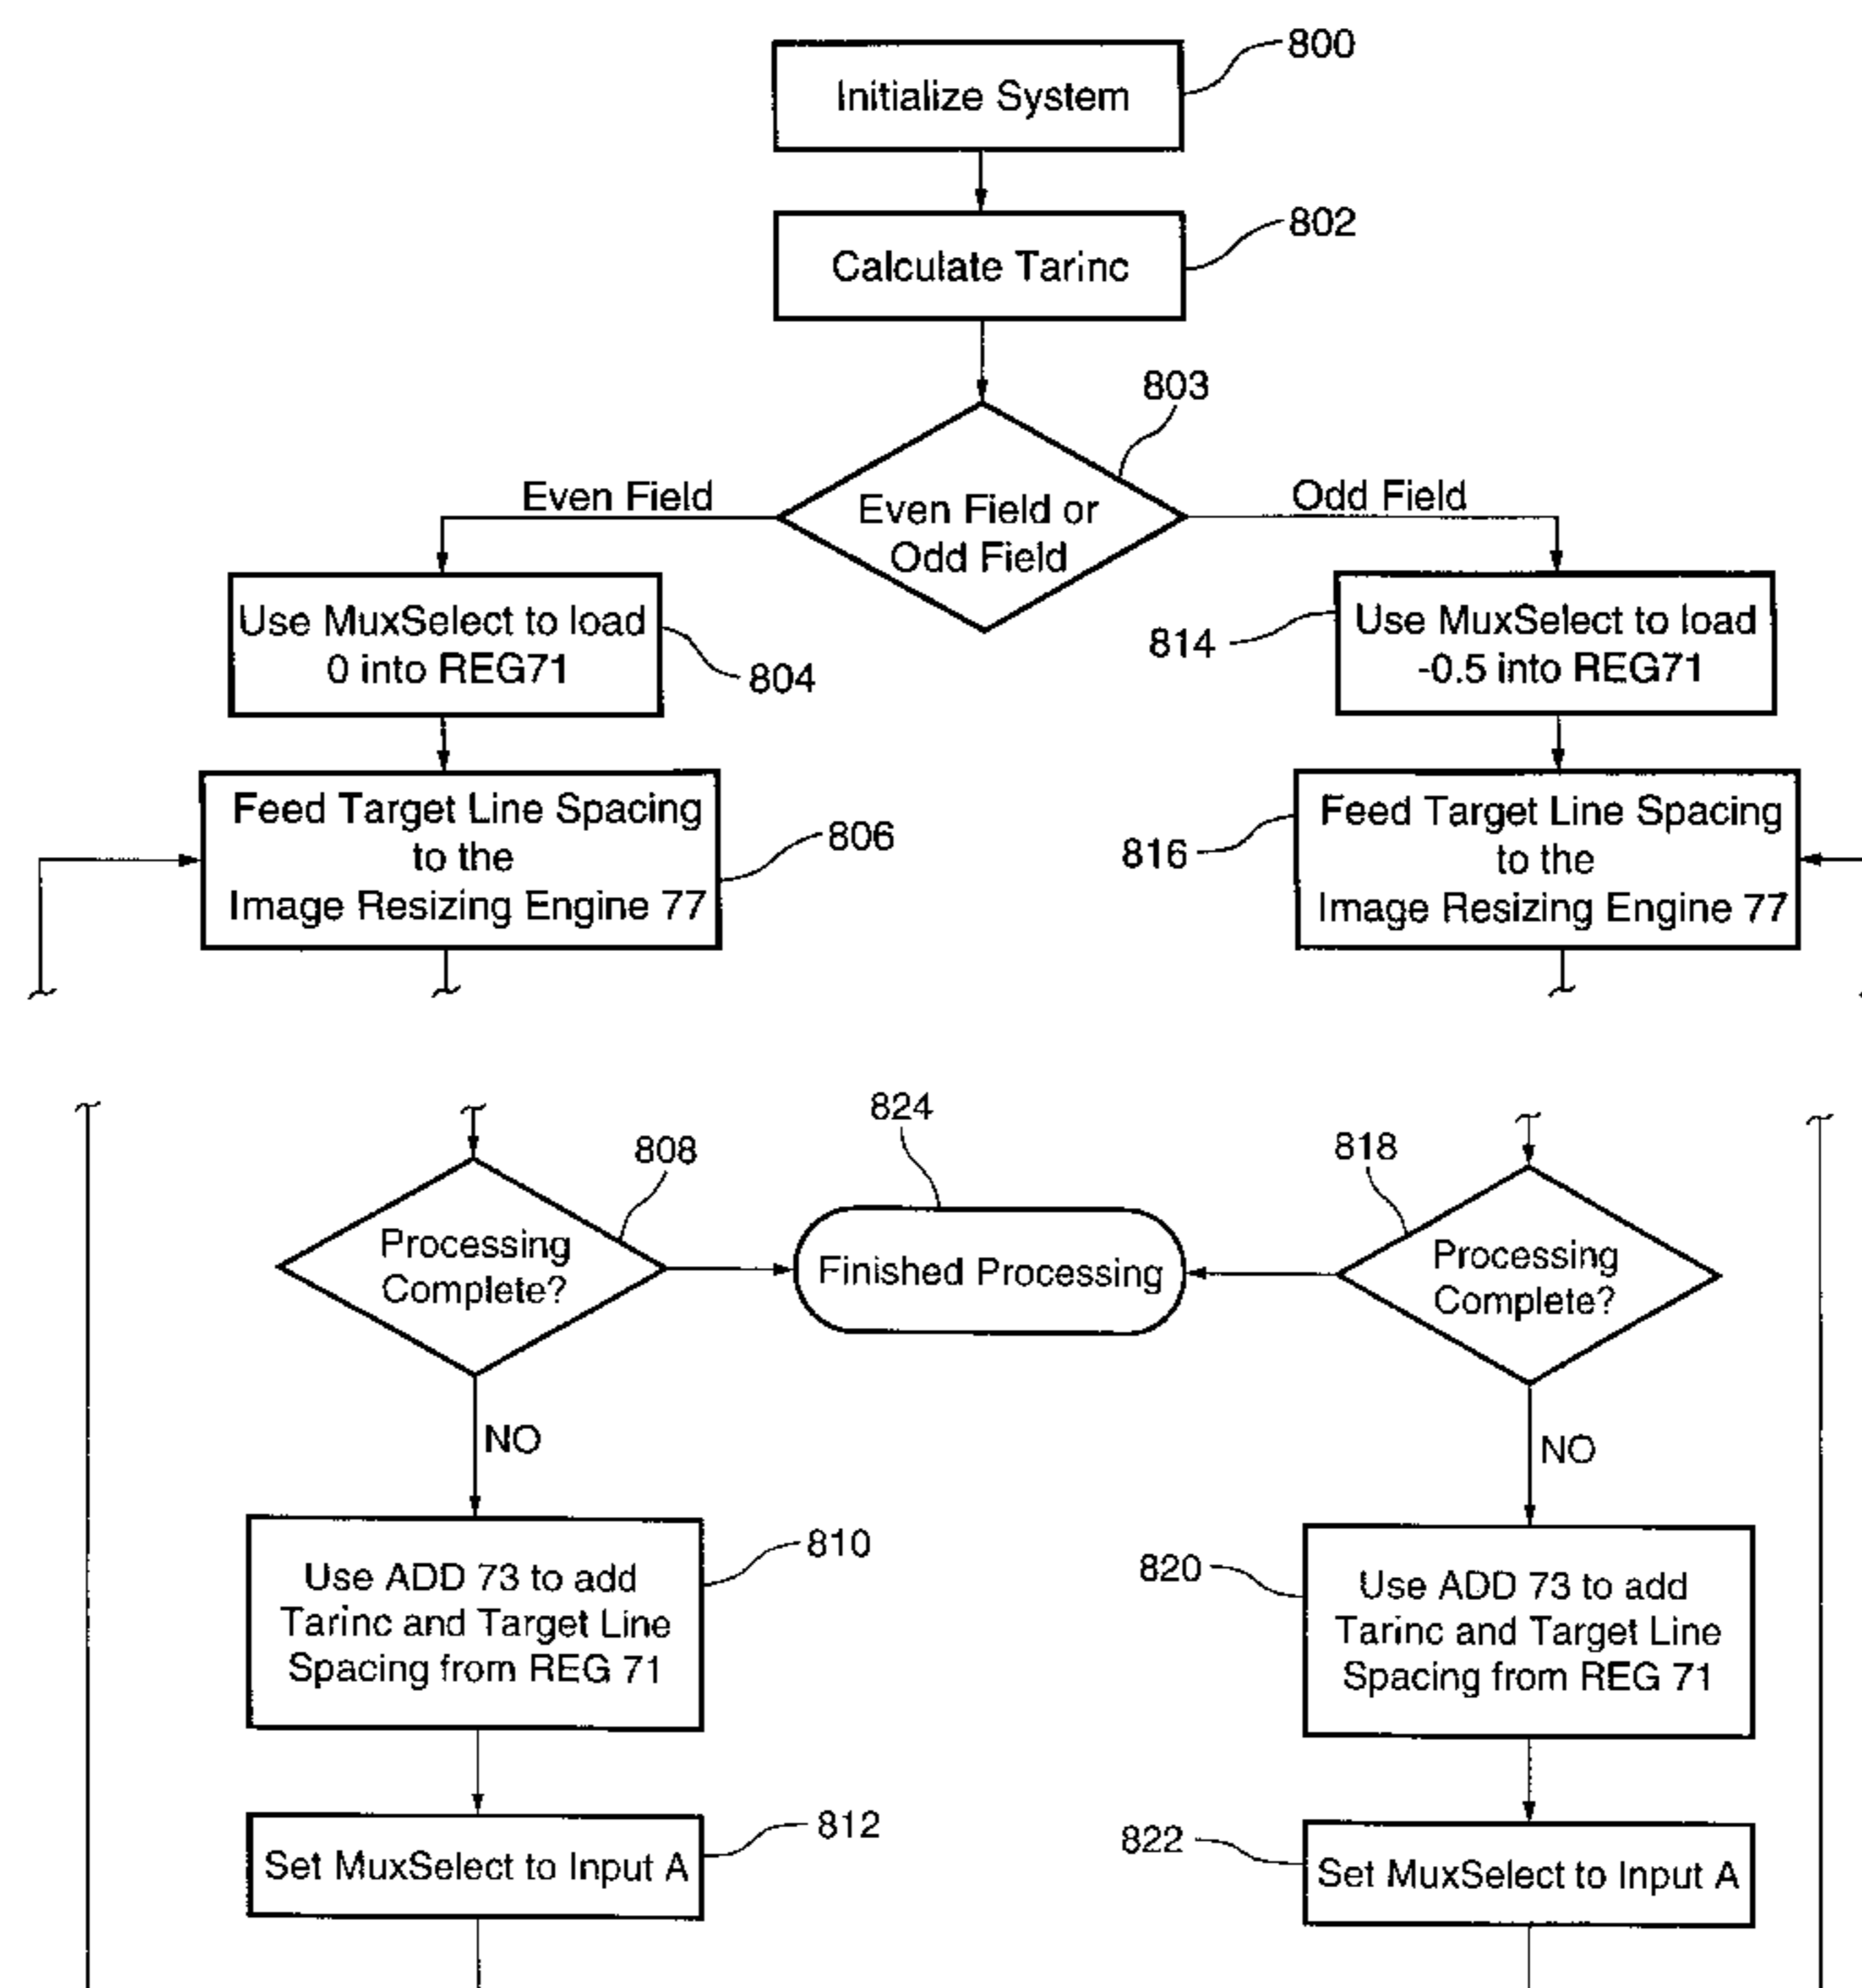 800
Initialize System
802
Calculate Tarinc
803
Even Field
Even Field or
Odd Field
Odd Field
Use MuxSelect to load
0 into REG71
804
814
Use MuxSelect to load
-0.5 into REG71
Feed Target Line Spacing
to the
Image Resizing Engine 77
806
816
Feed Target Line Spacing
to the
Image Resizing Engine 77
824
808
818
Processing
Complete?
Finished Processing
Processing
Complete?
NO
NO
810
Use ADD 73 to add
Tarinc and Target Line
Spacing from REG 71
820
Use ADD 73 to add
Tarinc and Target Line
Spacing from REG 71
812
Set MuxSelect to Input A
822
Set MuxSelect to Input A